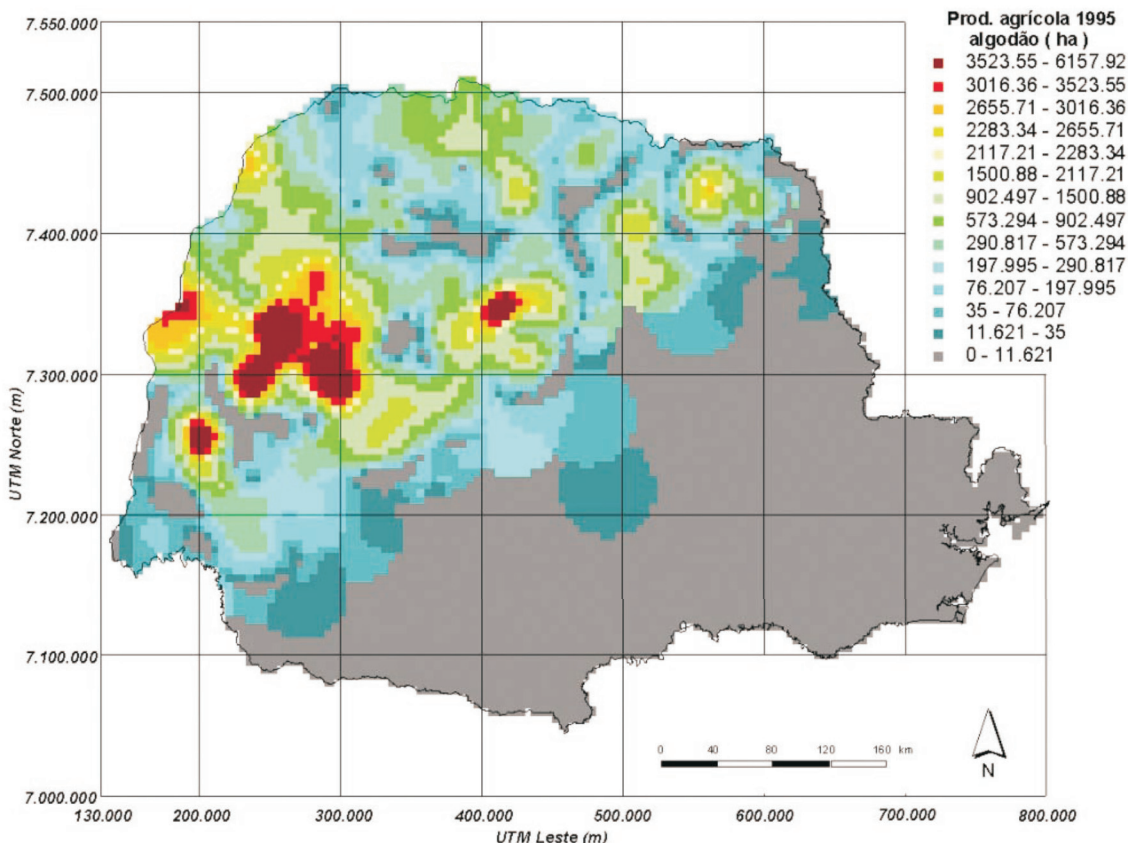 Prod. agrícola 1995
algodão ( ha )
3523.55 - 6157.92
3016.36 - 3523.55
2655.71 - 3016.36
2283.34 - 2655.71
2117.21 - 2283.34
1500.88 - 2117.21
902.497 - 1500.88
573.294 - 902.497
290.817 - 573.294
197.995 - 290.817
76.207 - 197.995
35 - 76.207
11.621 - 35
0 - 11.621
7.550.000
7.500.000
7.400.000
7.300.000
7.200.000
7.100.000
7.000.000
UTM Norte (m)
0 40 80 120 160 km
N
130.000 200.000 300.000 400.000 500.000 600.000 700.000 800.000
UTM Leste (m)